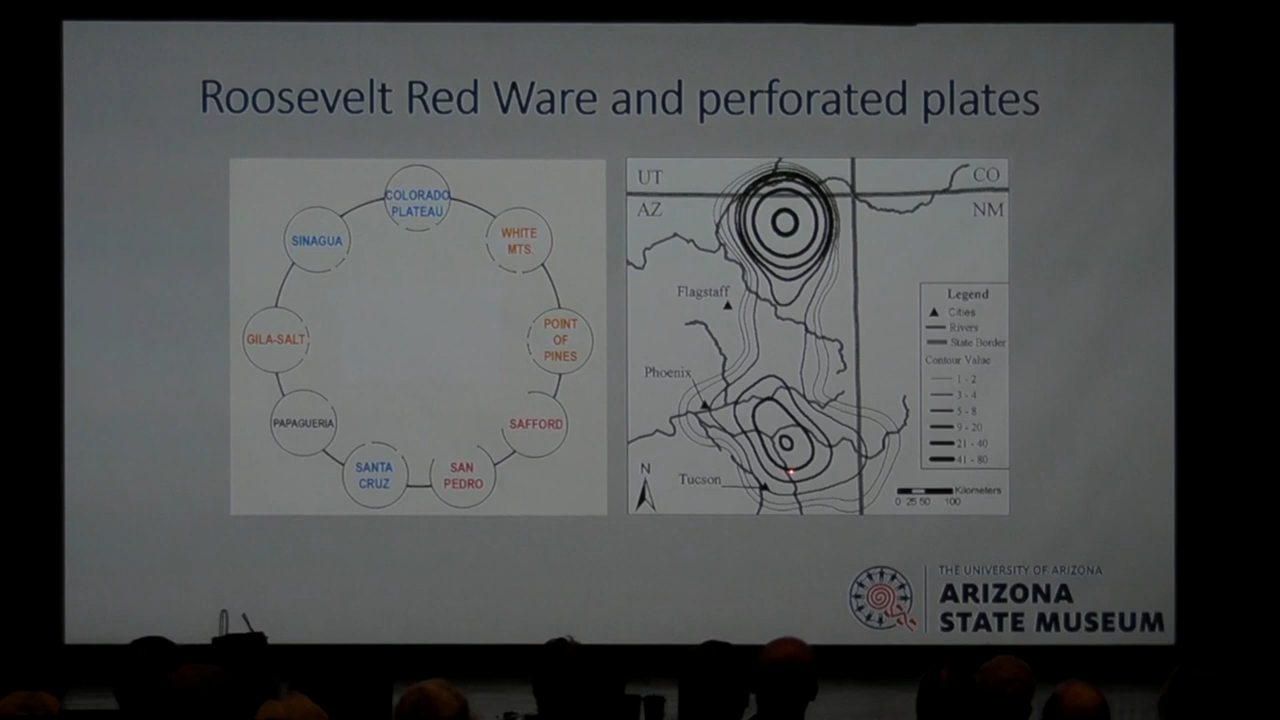 Roosevelt Red Ware and perforated plates
COLORADO
PLATEAU
SINAGUA
WHITE
MTS.
GILA-SALT
POINT
OF
PINES
PAPAGUERIA
SAFFORD
SANTA
CRUZ
SAN
PEDRO
UT
CO
AZ
NM
Flagstaff
Phoenix
Tucson
N
Legend
Cities
Rivers
State Border
Contour Value
1 - 2
3 - 4
5 - 8
9 - 20
21 - 40
41 - 80
Kilometers
0 25 50 100
THE UNIVERSITY OF ARIZONA
ARIZONA
STATE MUSEUM